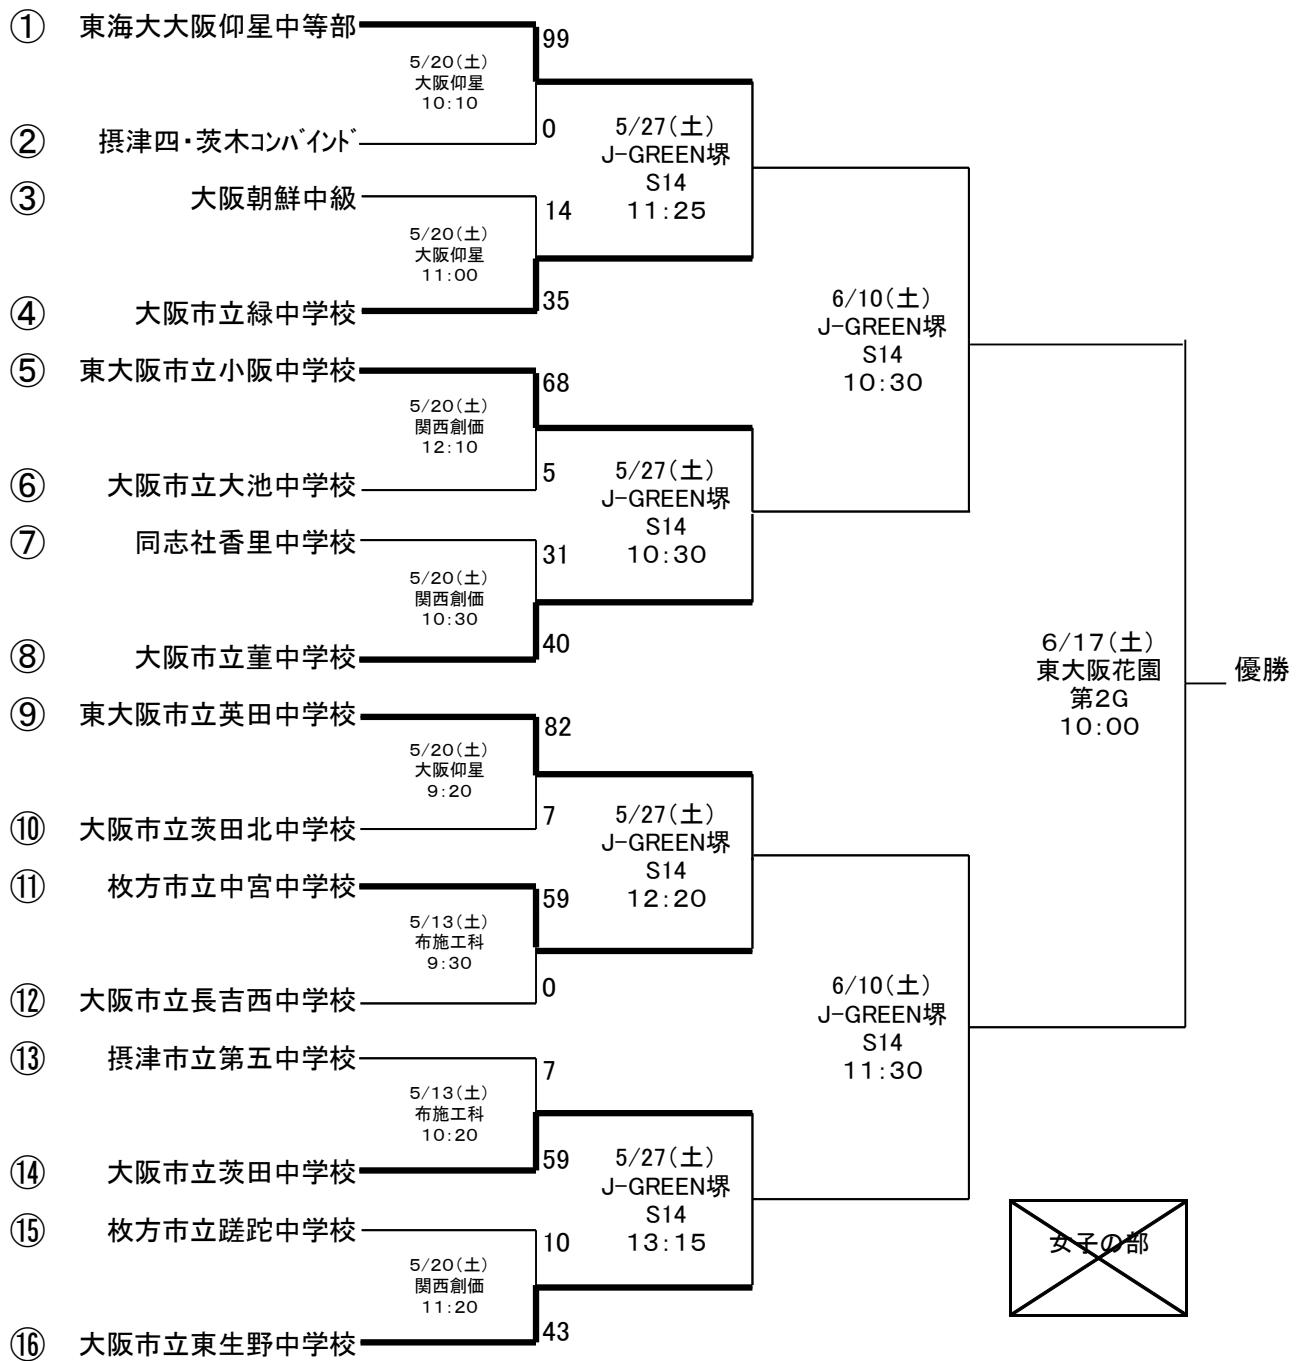 ① 東海大大阪仰星中等部
99
5/20(土)
大阪仰星
10:10
② 摂津四・茨木コンバインド
0
5/27(土)
J-GREEN堺
S14
11:25
③ 大阪朝鮮中級
14
5/20(土)
大阪仰星
11:00
④ 大阪市立緑中学校
35
6/10(土)
J-GREEN堺
S14
10:30
⑤ 東大阪市立小阪中学校
68
5/20(土)
関西創価
12:10
⑥ 大阪市立大池中学校
5
5/27(土)
J-GREEN堺
S14
10:30
⑦ 同志社香里中学校
31
5/20(土)
関西創価
10:30
⑧ 大阪市立菫中学校
40
6/17(土)
東大阪花園
第2G
10:00
優勝
⑨ 東大阪市立英田中学校
82
5/20(土)
大阪仰星
9:20
⑩ 大阪市立茨田北中学校
7
5/27(土)
J-GREEN堺
S14
12:20
⑪ 枚方市立中宮中学校
59
5/13(土)
布施工科
9:30
⑫ 大阪市立長吉西中学校
0
6/10(土)
J-GREEN堺
S14
11:30
⑬ 摂津市立第五中学校
7
5/13(土)
布施工科
10:20
⑭ 大阪市立茨田中学校
59
5/27(土)
J-GREEN堺
S14
13:15
⑮ 枚方市立蹉跎中学校
10
5/20(土)
関西創価
11:20
⑯ 大阪市立東生野中学校
43
女子の部